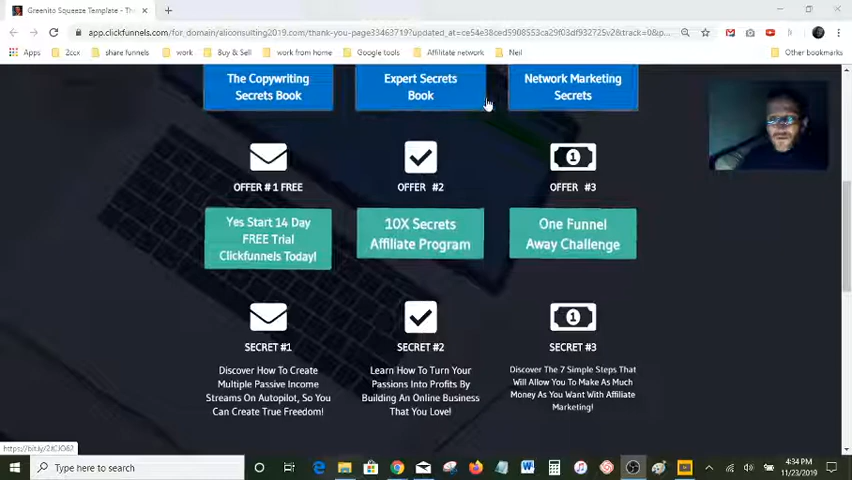 Greenito Squeeze Template - The
app.clickfunnels.com/for_domain/aliconsulting2019.com/thank-you-page33463719?updated_at=ce54e38ced5908553ca29f03df932725v2&track=0&p...
Apps
share funnels
work
Buy & Sell
work from home
Google tools
Affilitate network
Neil
Other bookmarks
The Copywriting
Secrets Book
Expert Secrets
Book
Network Marketing
Secrets
OFFER # 1 FREE
OFFER #2
OFFER #3
Yes Start 14 Day
FREE Trial
Clickfunnels Today!
10X Secrets
Affiliate Program
One Funnel
Away Challenge
SECRET #1
SECRET #2
SECRET #3
Discover How To Create
Multiple Passive Income
Streams On Autopilot, So You
Can Create True Freedom!
Learn How To Turn Your
Passions Into Profits By
Building An Online Business
That You Love!
Discover The 7 Simple Steps That
Will Allow You To Make As Much
Money As You Want With Affiliate
Marketing!
Type here to search
4:34 PM
11/23/2019